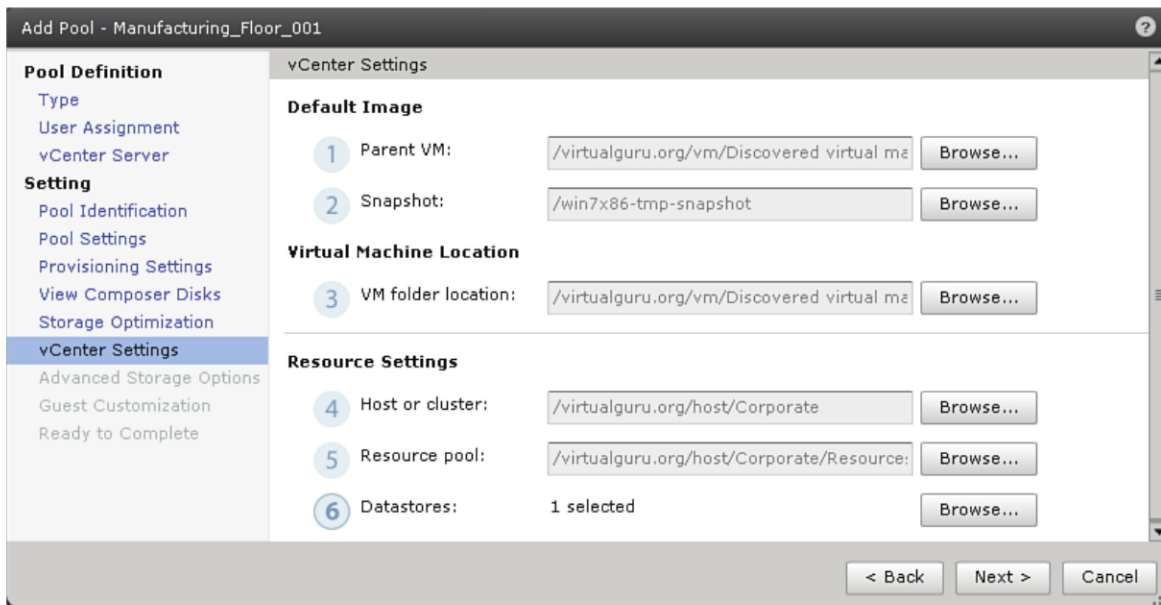 Add Pool - Manufacturing_Floor_001 ?
Pool Definition
Type
User Assignment
vCenter Server
Setting
Pool Identification
Pool Settings
Provisioning Settings
View Composer Disks
Storage Optimization
vCenter Settings
Advanced Storage Options
Guest Customization
Ready to Complete
vCenter Settings
Default Image
1 Parent VM: /virtualguru.org/vm/Discovered virtual ma Browse...
2 Snapshot: /win7x86-tmp-snapshot Browse...
Virtual Machine Location
3 VM folder location: /virtualguru.org/vm/Discovered virtual ma Browse...
Resource Settings
4 Host or cluster: /virtualguru.org/host/Corporate Browse...
5 Resource pool: /virtualguru.org/host/Corporate/Resource: Browse...
6 Datastores: 1 selected Browse...
< Back Next > Cancel